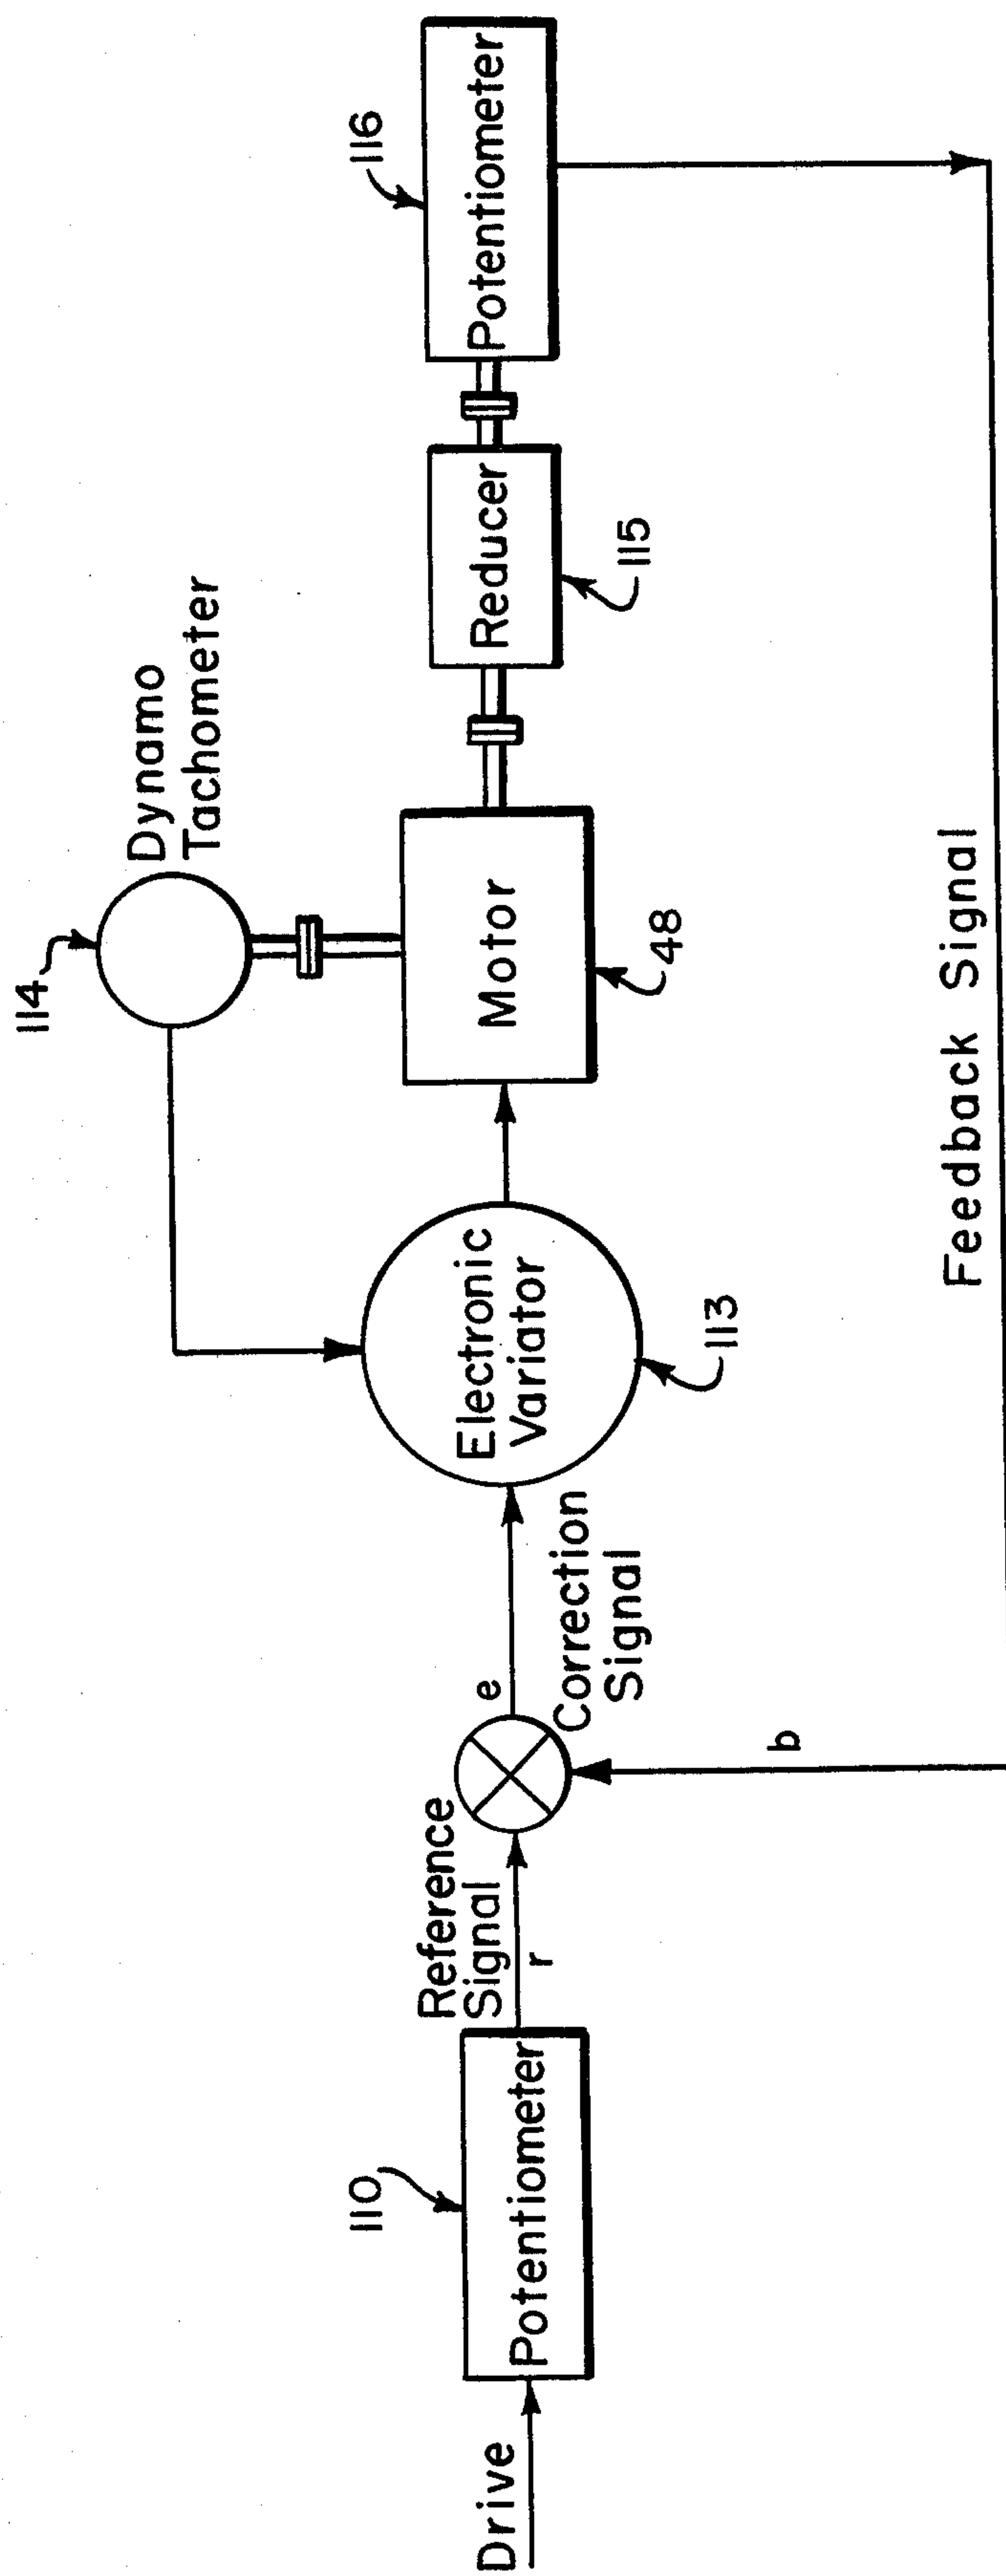 114
Dynamo
Tachometer
116
Drive
110
Potentiometer
Reference
Signal
r
e
Correction
Signal
Electronic
Variator
113
Motor
48
Reducer
115
Potentiometer
b
Feedback Signal